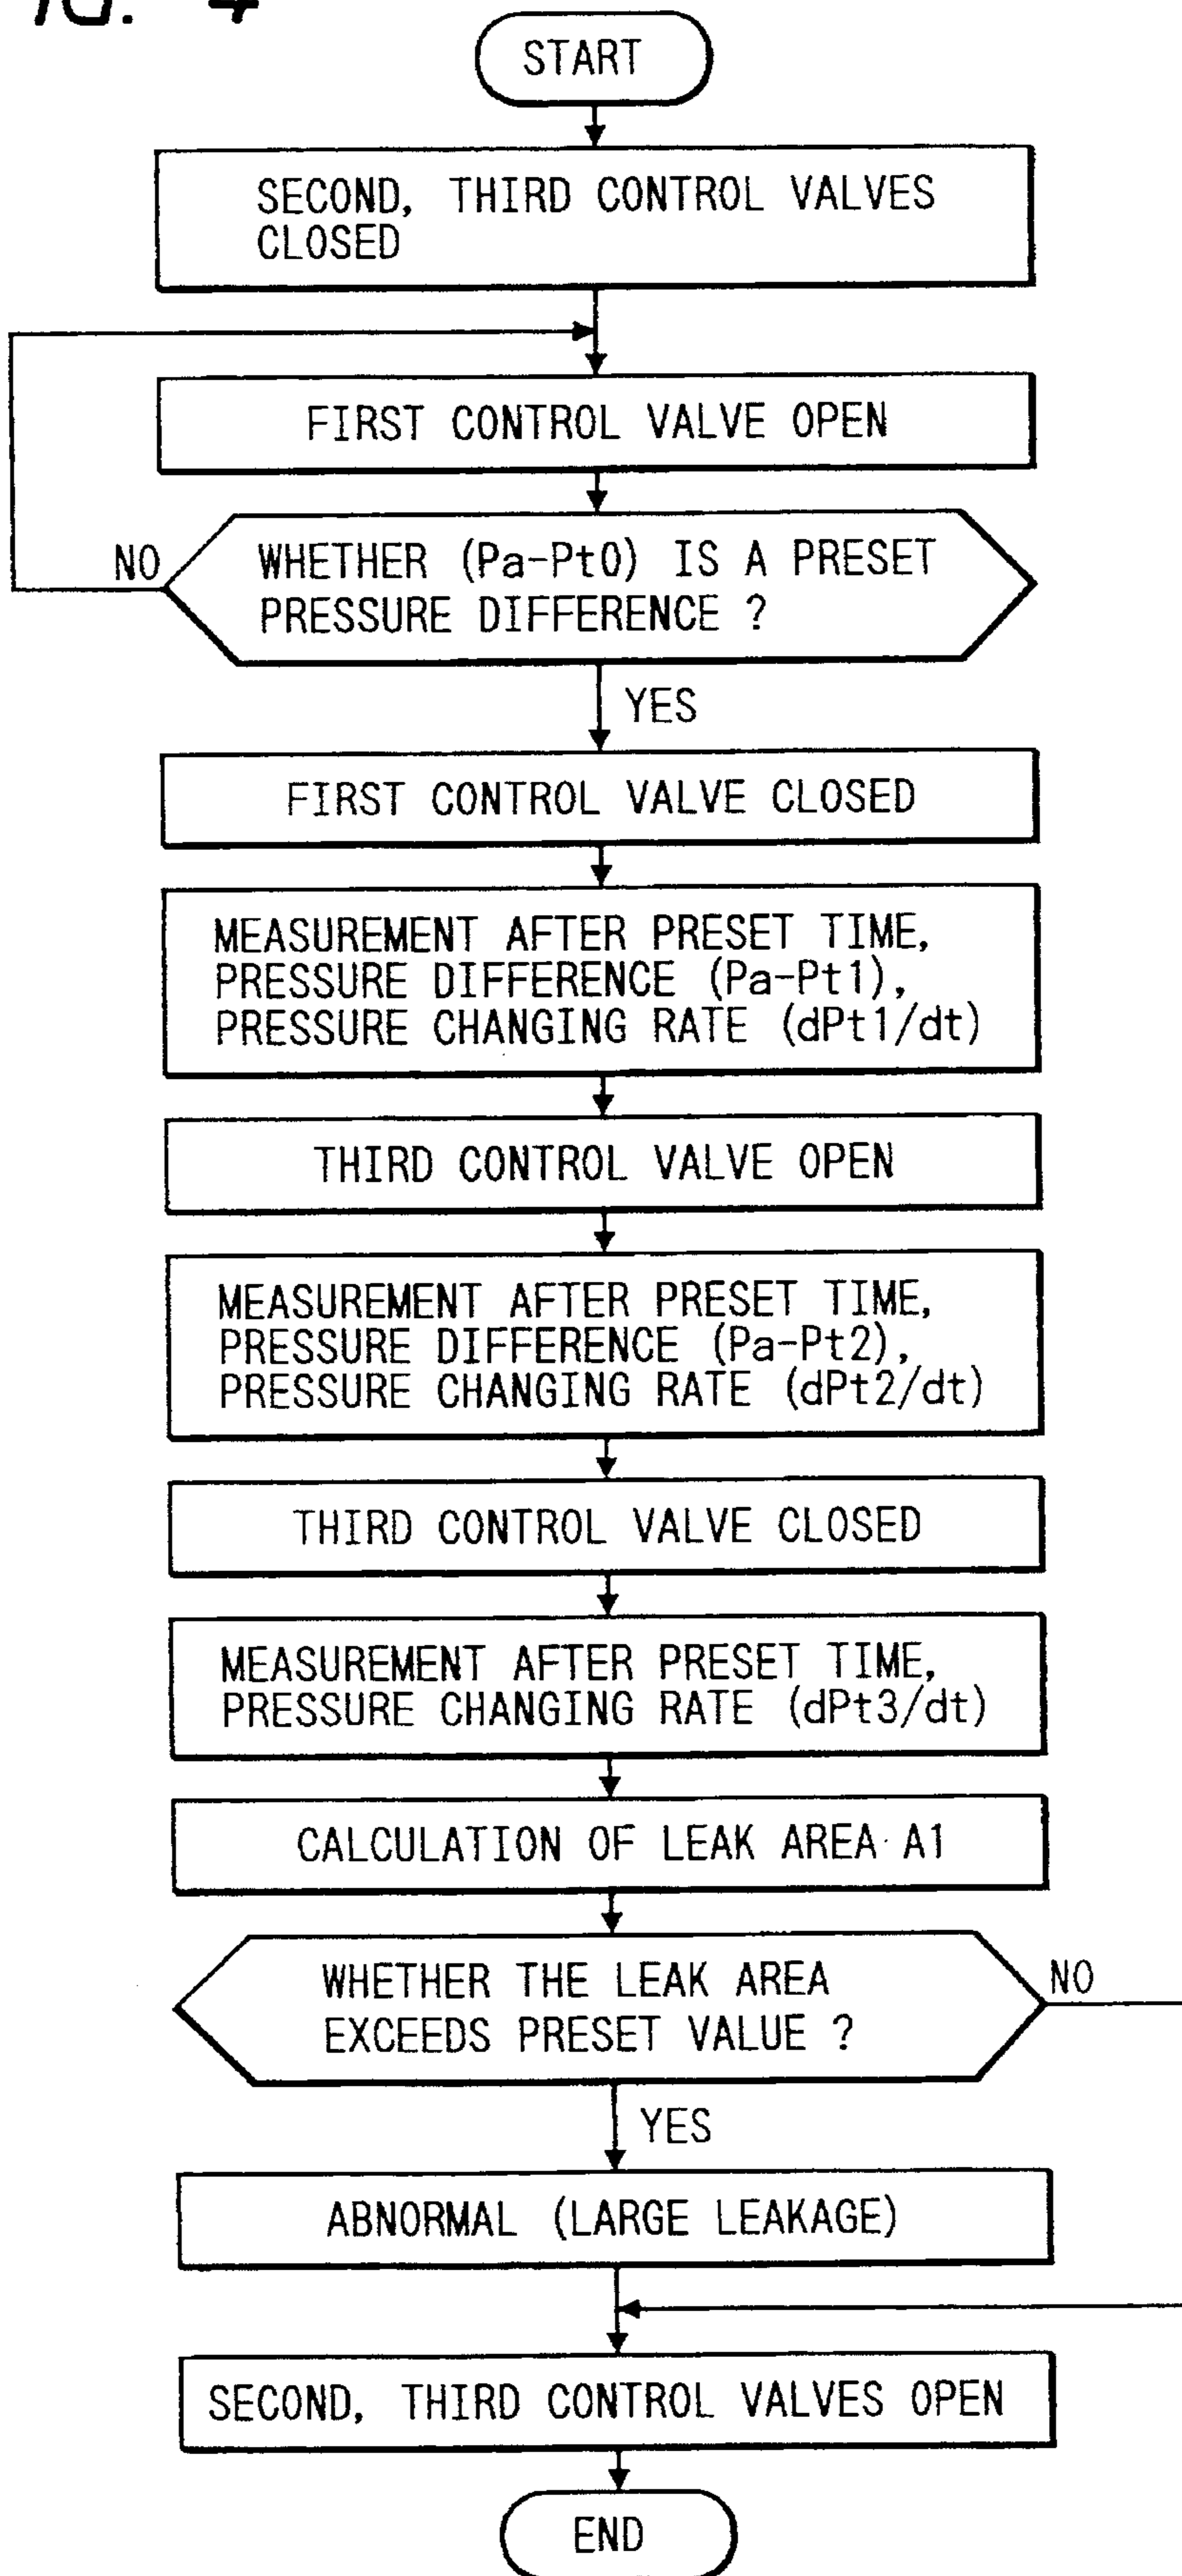 FIG. 4
START
SECOND, THIRD CONTROL VALVES
CLOSED
FIRST CONTROL VALVE OPEN
NO
WHETHER (Pa-Pt0) IS A PRESET
PRESSURE DIFFERENCE ?
YES
FIRST CONTROL VALVE CLOSED
MEASUREMENT AFTER PRESET TIME,
PRESSURE DIFFERENCE (Pa-Pt1),
PRESSURE CHANGING RATE (dPt1/dt)
THIRD CONTROL VALVE OPEN
MEASUREMENT AFTER PRESET TIME,
PRESSURE DIFFERENCE (Pa-Pt2),
PRESSURE CHANGING RATE (dPt2/dt)
THIRD CONTROL VALVE CLOSED
MEASUREMENT AFTER PRESET TIME,
PRESSURE CHANGING RATE (dPt3/dt)
CALCULATION OF LEAK AREA A1
WHETHER THE LEAK AREA
EXCEEDS PRESET VALUE ?
NO
YES
ABNORMAL (LARGE LEAKAGE)
SECOND, THIRD CONTROL VALVES OPEN
END